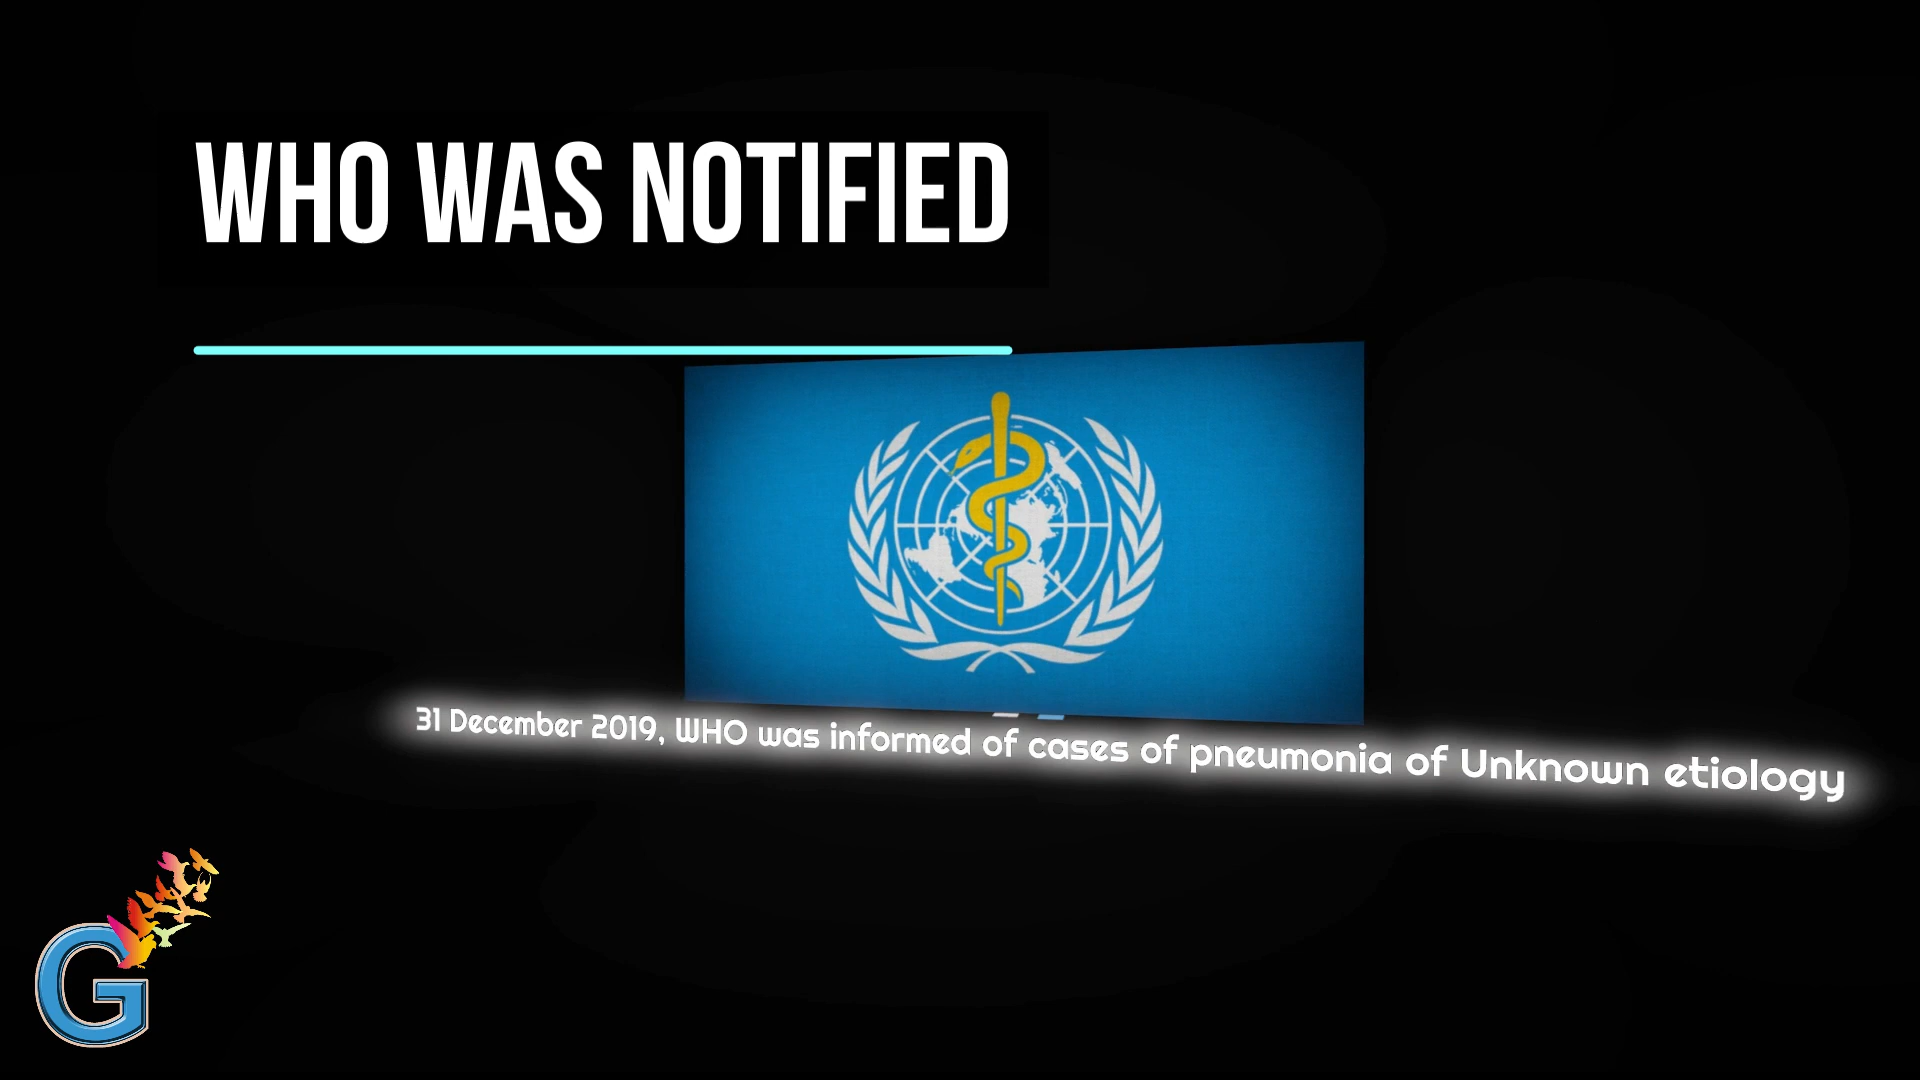 WHO WAS NOTIFIED
31 December 2019, WHO was informed of cases of pneumonia of Unknown etiology
G